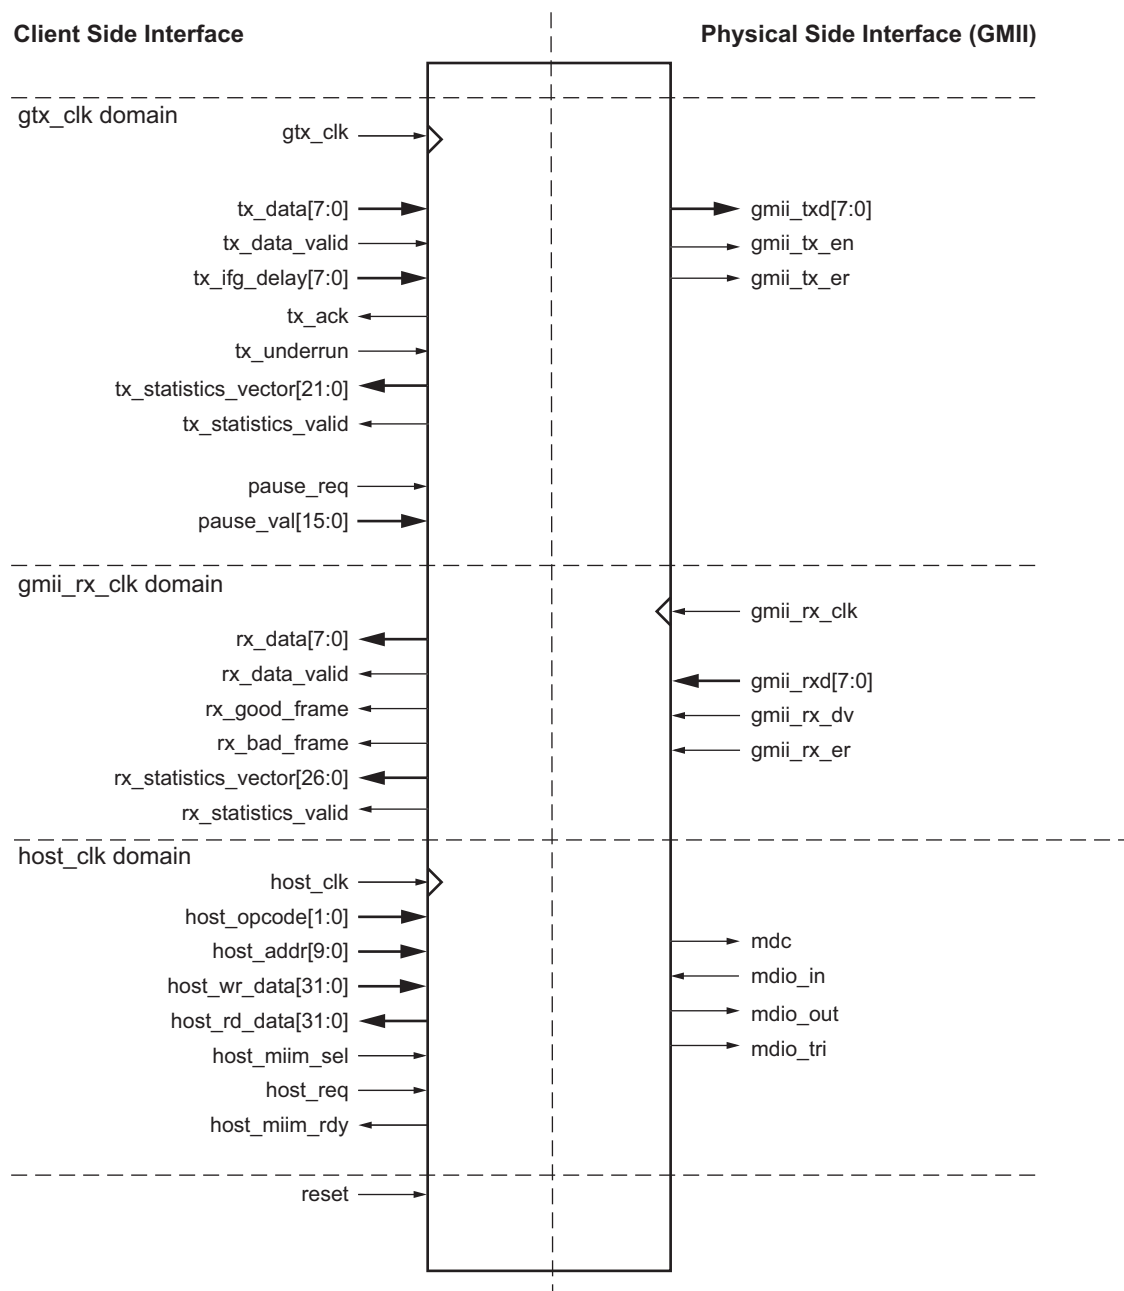 Client Side Interface
Physical Side Interface (GMII)
gtx_clk domain
gtx_clk
tx_data[7:0]
gmii_txd[7:0]
tx_data_valid
gmii_tx_en
tx_ifg_delay[7:0]
gmii_tx_er
tx_ack
tx_underrun
tx_statistics_vector[21:0]
tx_statistics_valid
pause_req
pause_val[15:0]
gmii_rx_clk domain
gmii_rx_clk
rx_data[7:0]
rx_data_valid
gmii_rxd[7:0]
rx_good_frame
gmii_rx_dv
rx_bad_frame
gmii_rx_er
rx_statistics_vector[26:0]
rx_statistics_valid
host_clk domain
host_clk
host_opcode[1:0]
host_addr[9:0]
mdc
host_wr_data[31:0]
mdio_in
host_rd_data[31:0]
mdio_out
host_miim_sel
mdio_tri
host_req
host_miim_rdy
reset